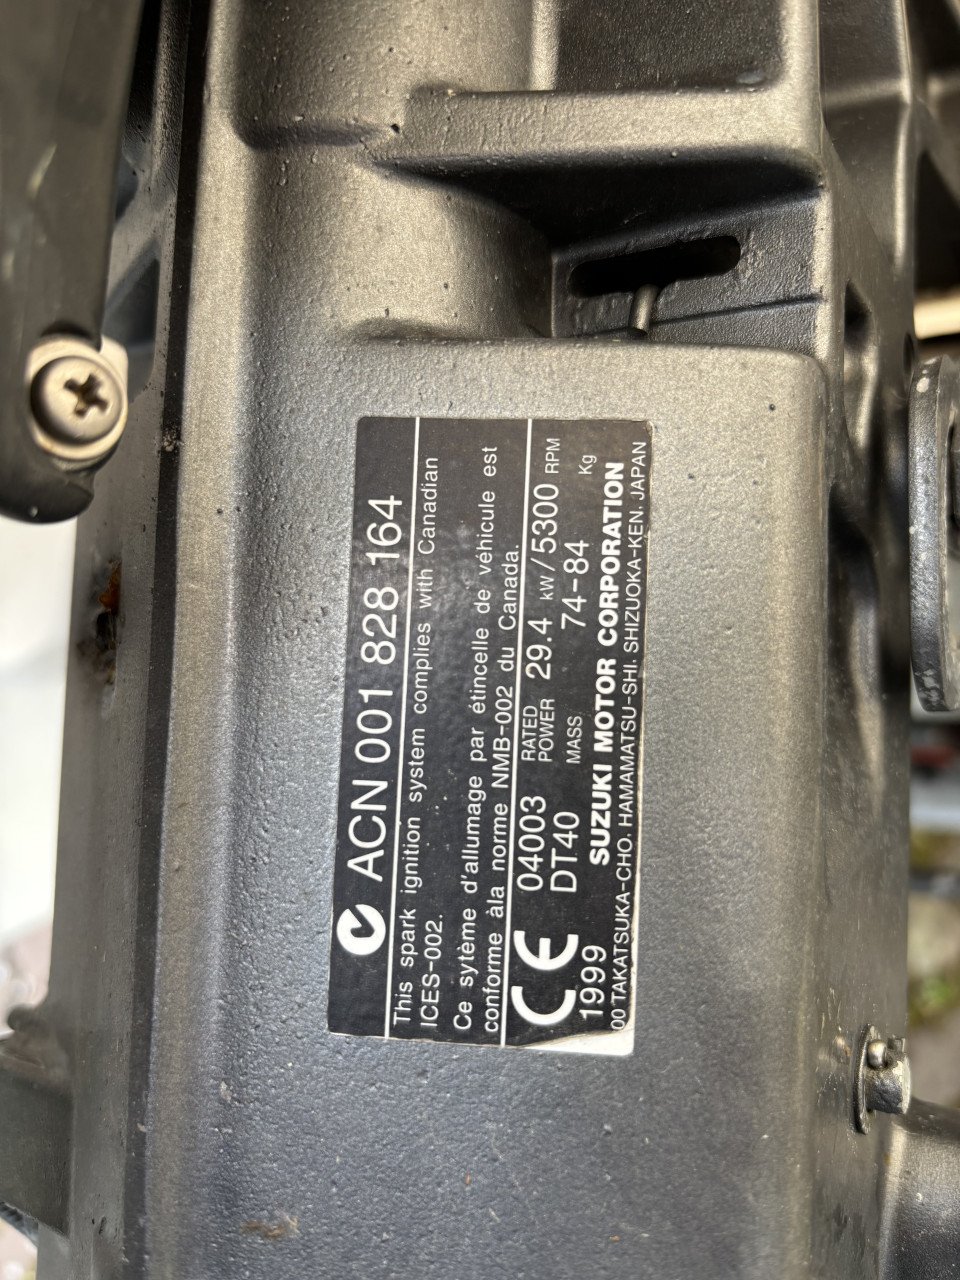 ACN 001 828 164
This spark ignition system complies with Canadian
ICES-002.
Ce sytème d'allumage par étincelle de véhicule est
conforme àla norme NMB-002 du Canada.
CE 04003 RATED POWER 29.4 kW/5300 RPM
DT40 MASS 74-84 Kg
1999 SUZUKI MOTOR CORPORATION
00 TAKATSUKA-CHO. HAMAMATSU-SHI. SHIZUOKA-KEN. JAPAN